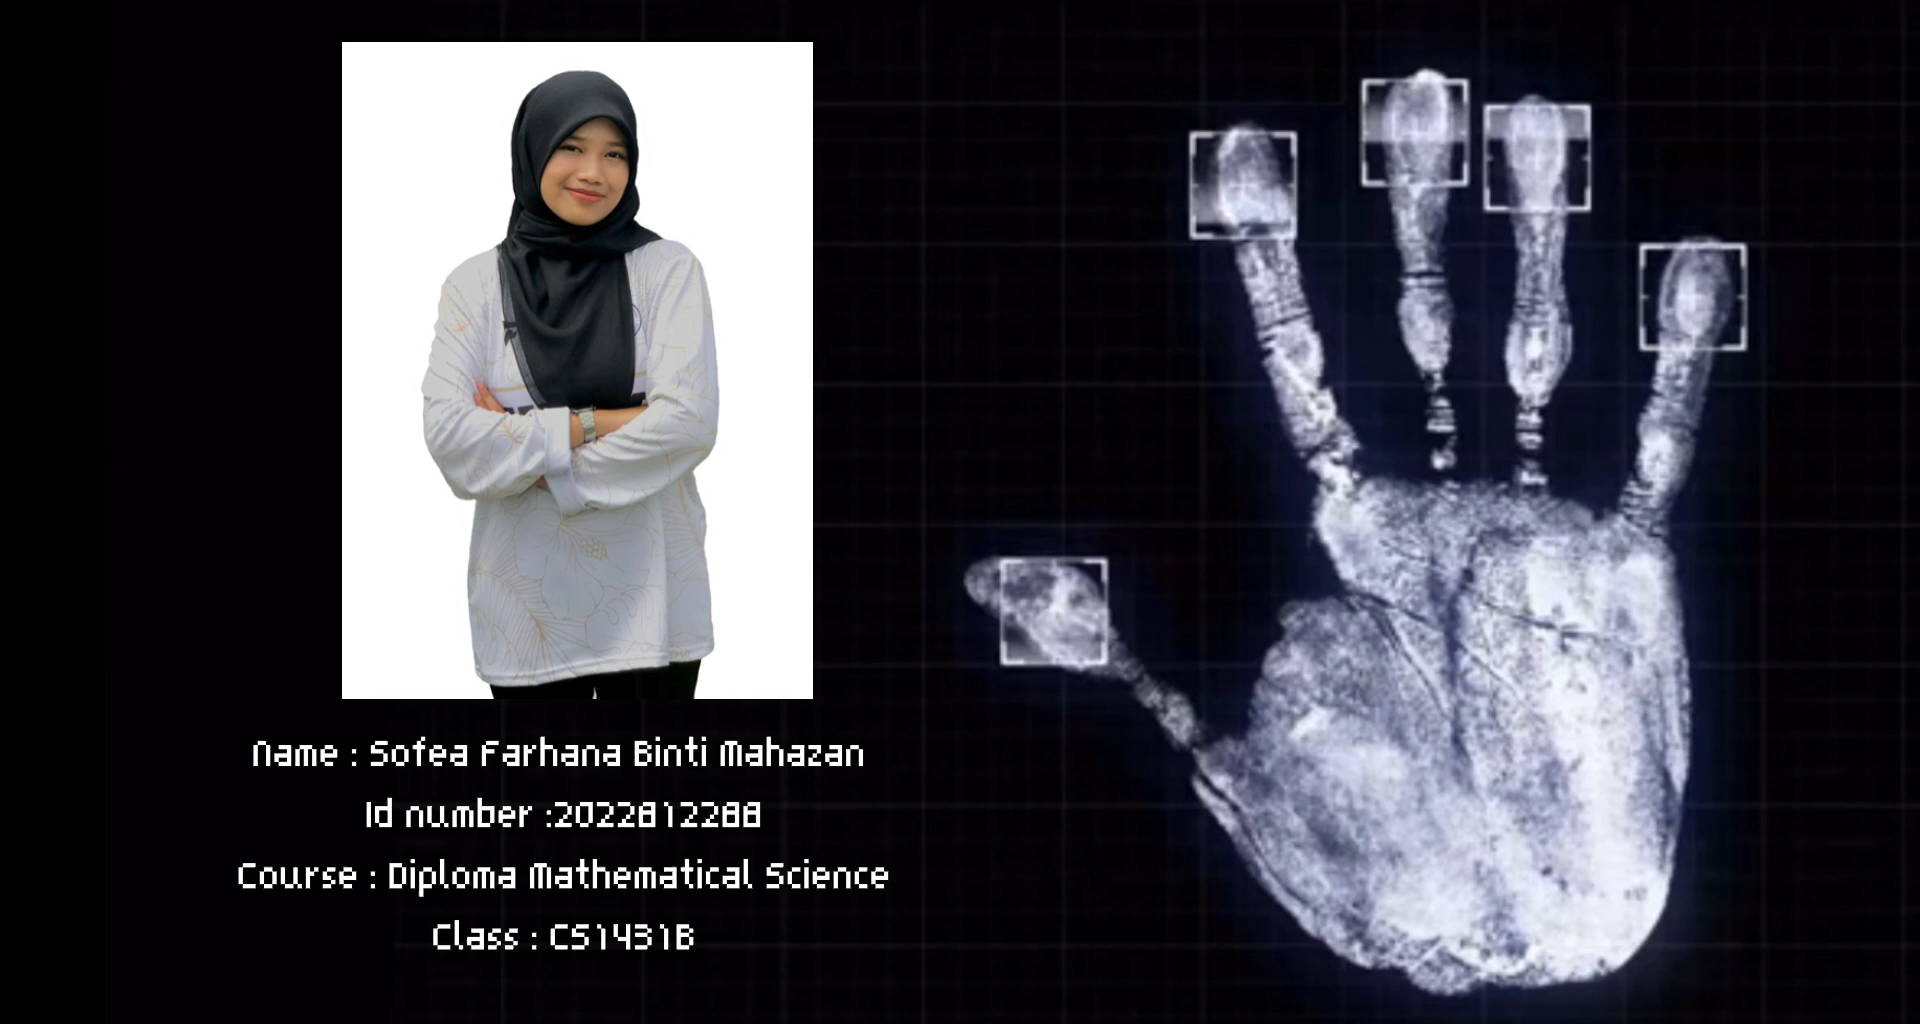 Name : Sofea Farhana Binti Mahazan
Id number :2022812288
Course : Diploma Mathematical Science
Class : CS1431B